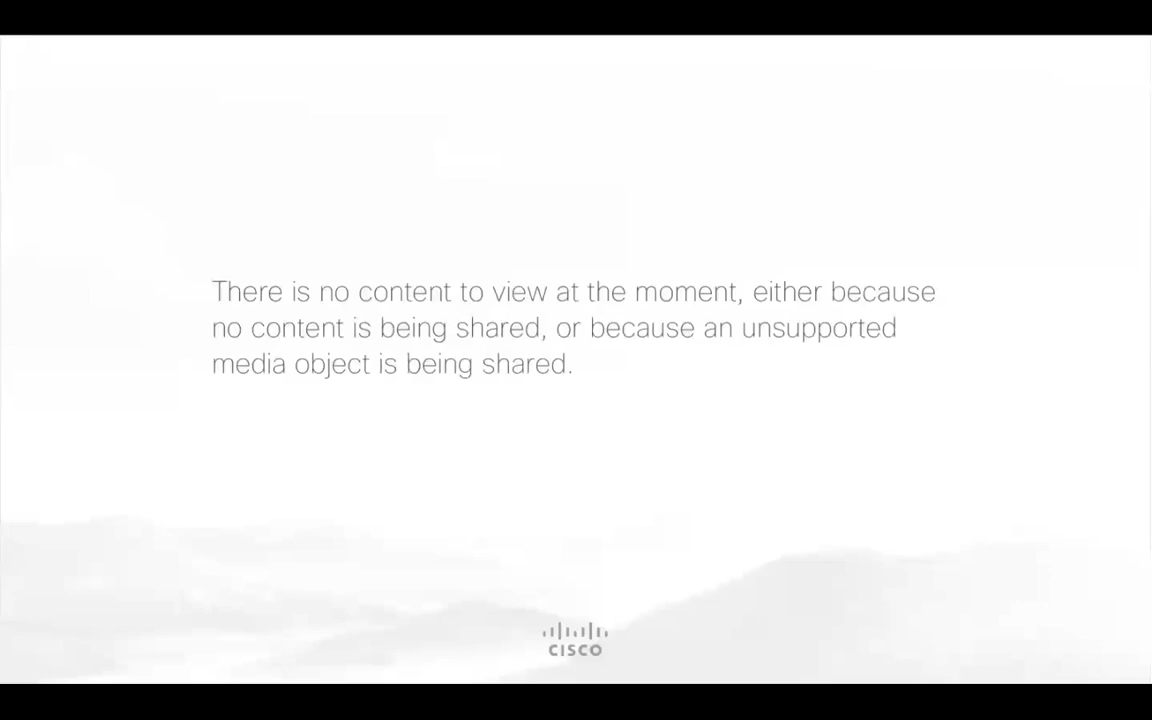 There is no content to view at the moment, either because
no content is being shared, or because an unsupported
media object is being shared.
CISCO